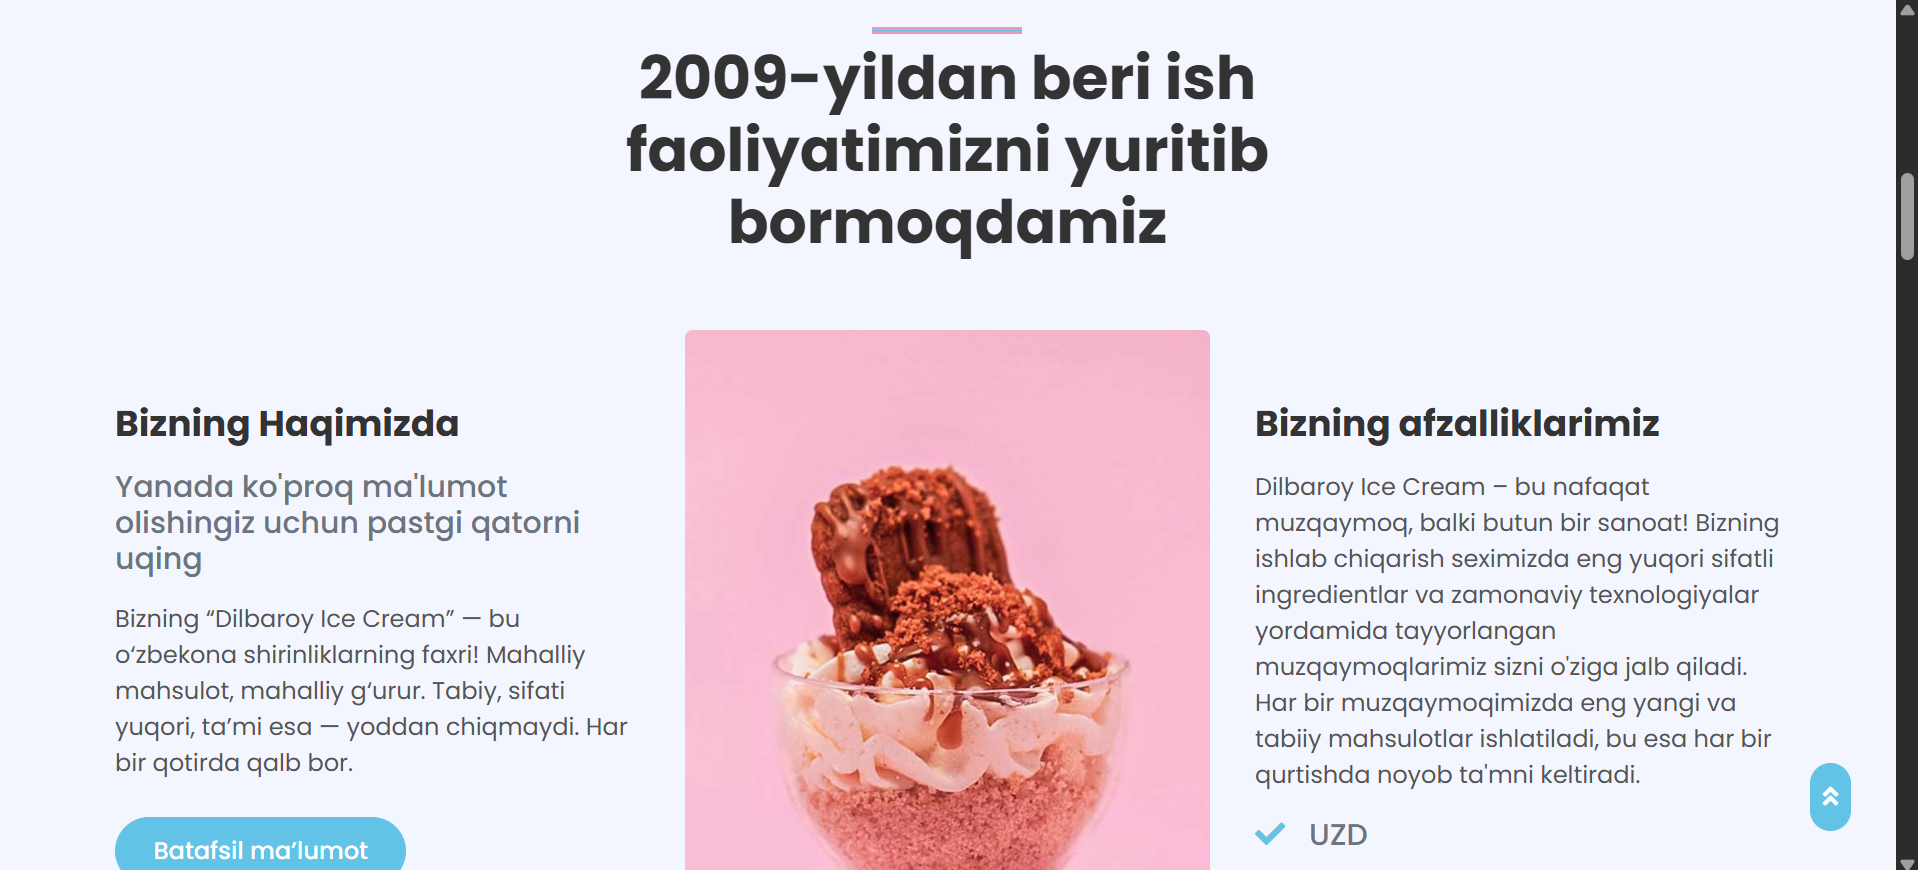 2009-yildan beri ish
faoliyatimizni yuritib
bormoqdamiz
Bizning Haqimizda
Yanada ko'proq ma'lumot
olishingiz uchun pastgi qatorni
uqing
Bizning “Dilbaroy Ice Cream” — bu
o‘zbekona shirinliklarning faxri! Mahalliy
mahsulot, mahalliy g‘urur. Tabiy, sifati
yuqori, ta’mi esa — yoddan chiqmaydi. Har
bir qotirda qalb bor.
Batafsil ma’lumot
Bizning afzalliklarimiz
Dilbaroy Ice Cream – bu nafaqat
muzqaymoq, balki butun bir sanoat! Bizning
ishlab chiqarish seximizda eng yuqori sifatli
ingredientlar va zamonaviy texnologiyalar
yordamida tayyorlangan
muzqaymoqlarimiz sizni o'ziga jalb qiladi.
Har bir muzqaymoqimizda eng yangi va
tabiiy mahsulotlar ishlatiladi, bu esa har bir
qurtishda noyob ta'mni keltiradi.
UZD